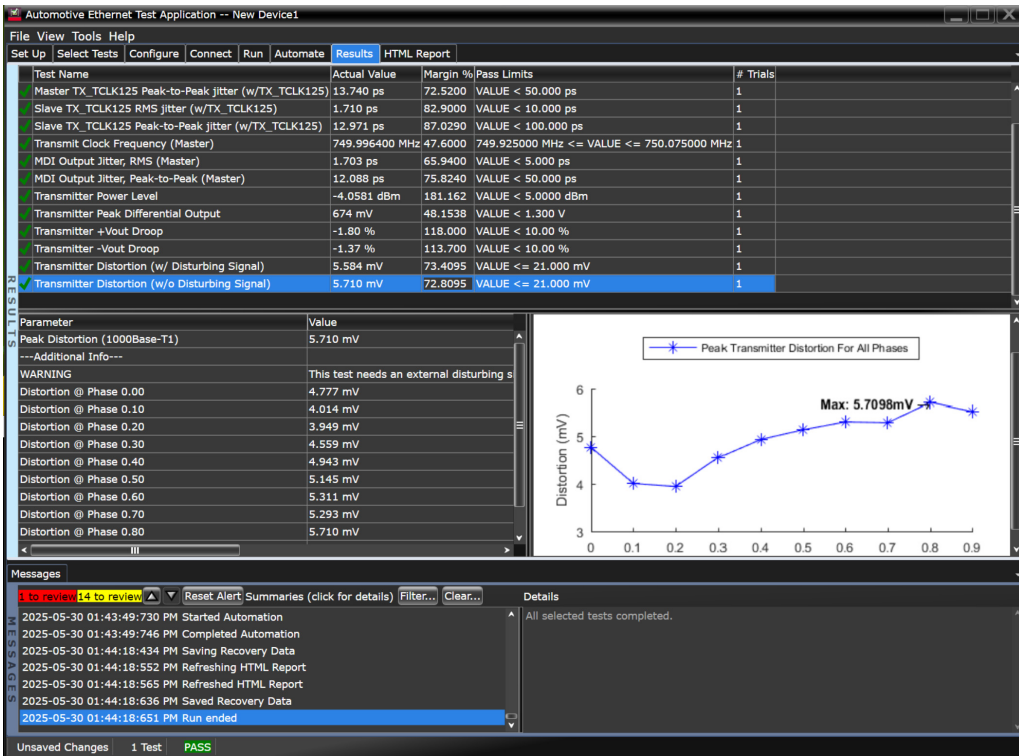 Automotive Ethernet Test Application -- New Device1
File View Tools Help
Set Up Select Tests Configure Connect Run Automate Results HTML Report
Test Name Actual Value Margin % Pass Limits # Trials
Master TX_TCLK125 Peak-to-Peak jitter (w/TX_TCLK125) 13.740 ps 72.5200 VALUE < 50.000 ps 1
Slave TX_TCLK125 RMS jitter (w/TX_TCLK125) 1.710 ps 82.9000 VALUE < 10.000 ps 1
Slave TX_TCLK125 Peak-to-Peak jitter (w/TX_TCLK125) 12.971 ps 87.0290 VALUE < 100.000 ps 1
Transmit Clock Frequency (Master) 749.996400 MHz 47.6000 749.925000 MHz <= VALUE <= 750.075000 MHz 1
MDI Output Jitter, RMS (Master) 1.703 ps 65.9400 VALUE < 5.000 ps 1
MDI Output Jitter, Peak-to-Peak (Master) 12.088 ps 75.8240 VALUE < 50.000 ps 1
Transmitter Power Level -4.0581 dBm 181.162 VALUE < 5.0000 dBm 1
Transmitter Peak Differential Output 674 mV 48.1538 VALUE < 1.300 V 1
Transmitter +Vout Droop -1.80 % 118.000 VALUE < 10.00 % 1
Transmitter -Vout Droop -1.37 % 113.700 VALUE < 10.00 % 1
Transmitter Distortion (w/ Disturbing Signal) 5.584 mV 73.4095 VALUE <= 21.000 mV 1
Transmitter Distortion (w/o Disturbing Signal) 5.710 mV 72.8095 VALUE <= 21.000 mV 1
RESULTS
Parameter Value
Peak Distortion (1000Base-T1) 5.710 mV
---Additional Info---
WARNING This test needs an external disturbing s
Distortion @ Phase 0.00 4.777 mV
Distortion @ Phase 0.10 4.014 mV
Distortion @ Phase 0.20 3.949 mV
Distortion @ Phase 0.30 4.559 mV
Distortion @ Phase 0.40 4.943 mV
Distortion @ Phase 0.50 5.145 mV
Distortion @ Phase 0.60 5.311 mV
Distortion @ Phase 0.70 5.293 mV
Distortion @ Phase 0.80 5.710 mV
Peak Transmitter Distortion For All Phases
Max: 5.7098mV
Distortion (mV)
6
5
4
3
0 0.1 0.2 0.3 0.4 0.5 0.6 0.7 0.8 0.9
Messages
1 to review 14 to review Reset Alert Summaries (click for details) Filter... Clear... Details
2025-05-30 01:43:49:730 PM Started Automation
2025-05-30 01:43:49:746 PM Completed Automation
2025-05-30 01:44:18:434 PM Saving Recovery Data
2025-05-30 01:44:18:552 PM Refreshing HTML Report
2025-05-30 01:44:18:565 PM Refreshed HTML Report
2025-05-30 01:44:18:636 PM Saved Recovery Data
2025-05-30 01:44:18:651 PM Run ended
All selected tests completed.
MESSAGES
Unsaved Changes 1 Test PASS